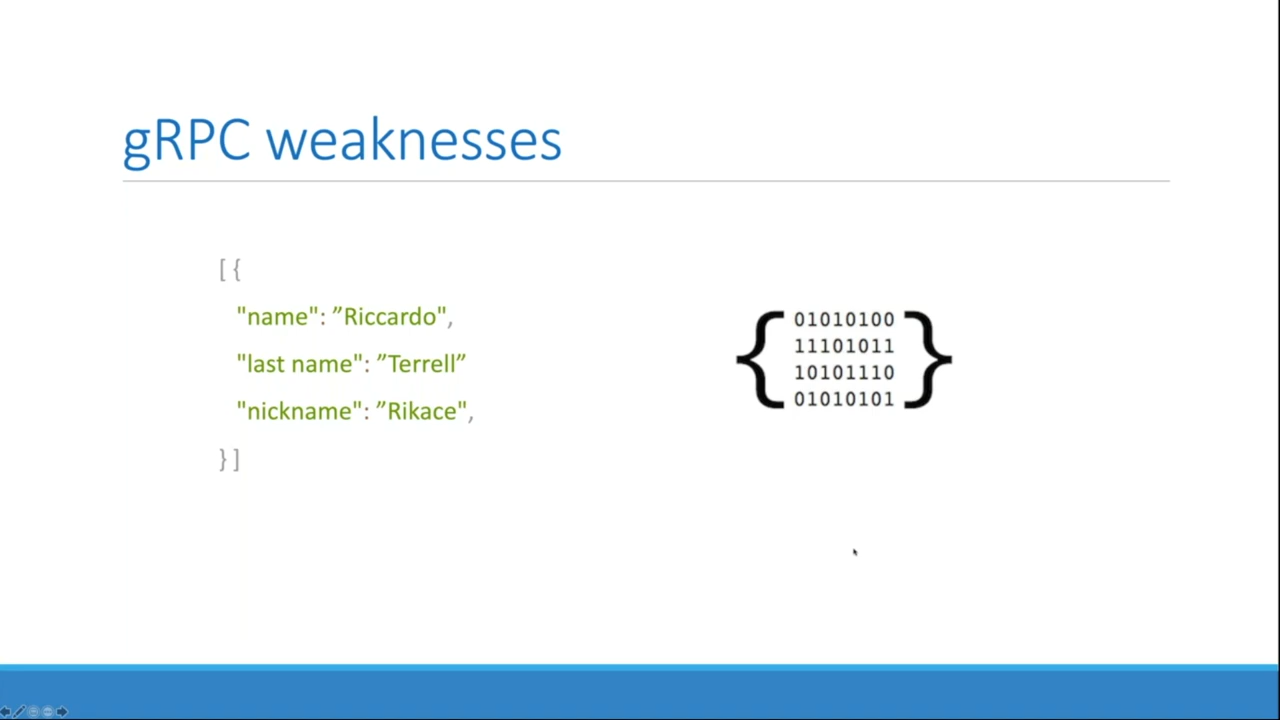 gRPC weaknesses
[ {
"name": ”Riccardo",
"last name": ”Terrell”
"nickname": ”Rikace",
} ]
01010100
11101011
10101110
01010101